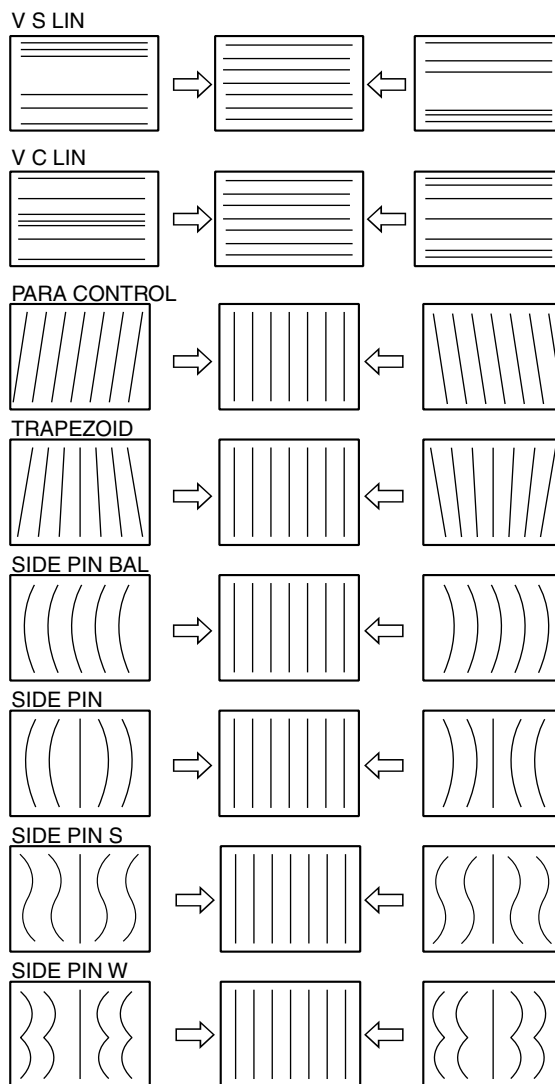 V S LIN
V C LIN
PARA CONTROL
TRAPEZOID
SIDE PIN BAL
SIDE PIN
SIDE PIN S
SIDE PIN W